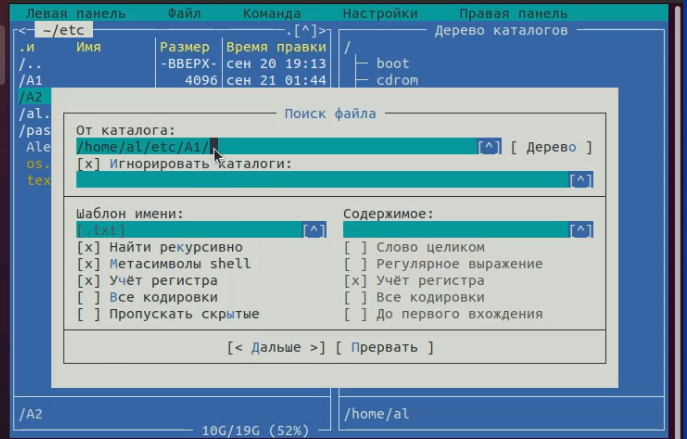 Левая панель Файл Команда Настройки Правая панель
<─ ~/etc ─.[^]>
Дерево каталогов
.и Имя Размер Время правки
/
/.. -ВВЕРХ- сен 20 19:13
boot
/A1 4096 сен 21 01:44
cdrom
/A2
/al.
/pas
Ale
os.
tex
Поиск файла
От каталога:
/home/al/etc/A1/ [^] [ Дерево ]
[x] Игнорировать каталоги:
[^]
Шаблон имени: Содержимое:
[.txt] [^] [^]
[x] Найти рекурсивно [ ] Слово целиком
[x] Метасимволы shell [ ] Регулярное выражение
[x] Учёт регистра [x] Учёт регистра
[ ] Все кодировки [ ] Все кодировки
[ ] Пропускать скрытые [ ] До первого вхождения
[< Дальше >] [ Прервать ]
/A2 /home/al
10G/19G (52%)